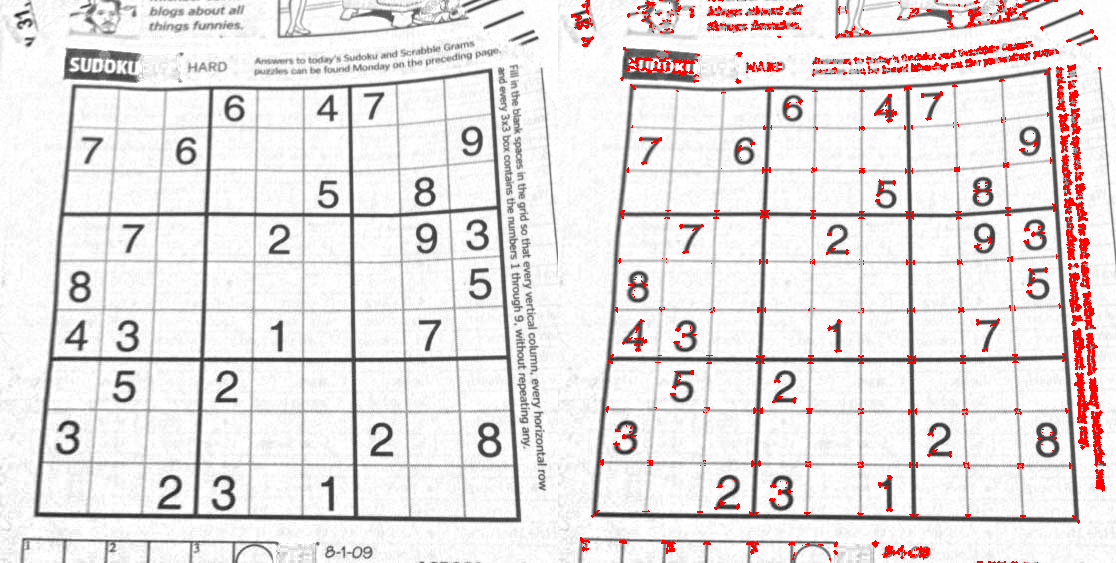 31,
blogs about all
things funnies.
SUDOKU
HARD
Answers to today's Sudoku and Scrabble Grams
puzzles can be found Monday on the preceding page.
Fill in the blank spaces in the grid so that every vertical column, every horizontal row
and every 3x3 box contains the numbers 1 through 9, without repeating any.
6 4 7
7 6 9
5 8
7 2 9 3
8 5
4 3 1 7
5 2
3 2 8
2 3 1
1 2 3
8-1-09
SUDOKU
HARD
6 4 7
7 6 9
5 8
7 2 9 3
8 5
4 3 1 7
5 2
3 2 8
2 3 1
8-1-09